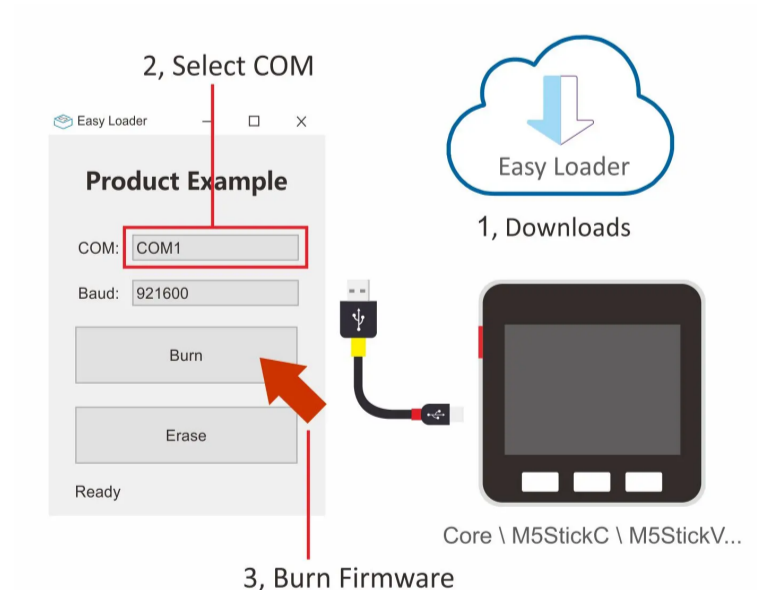 2, Select COM
Easy Loader
Product Example
COM: COM1
Baud: 921600
Burn
Erase
Ready
3, Burn Firmware
Easy Loader
1, Downloads
Core \ M5StickC \ M5StickV...